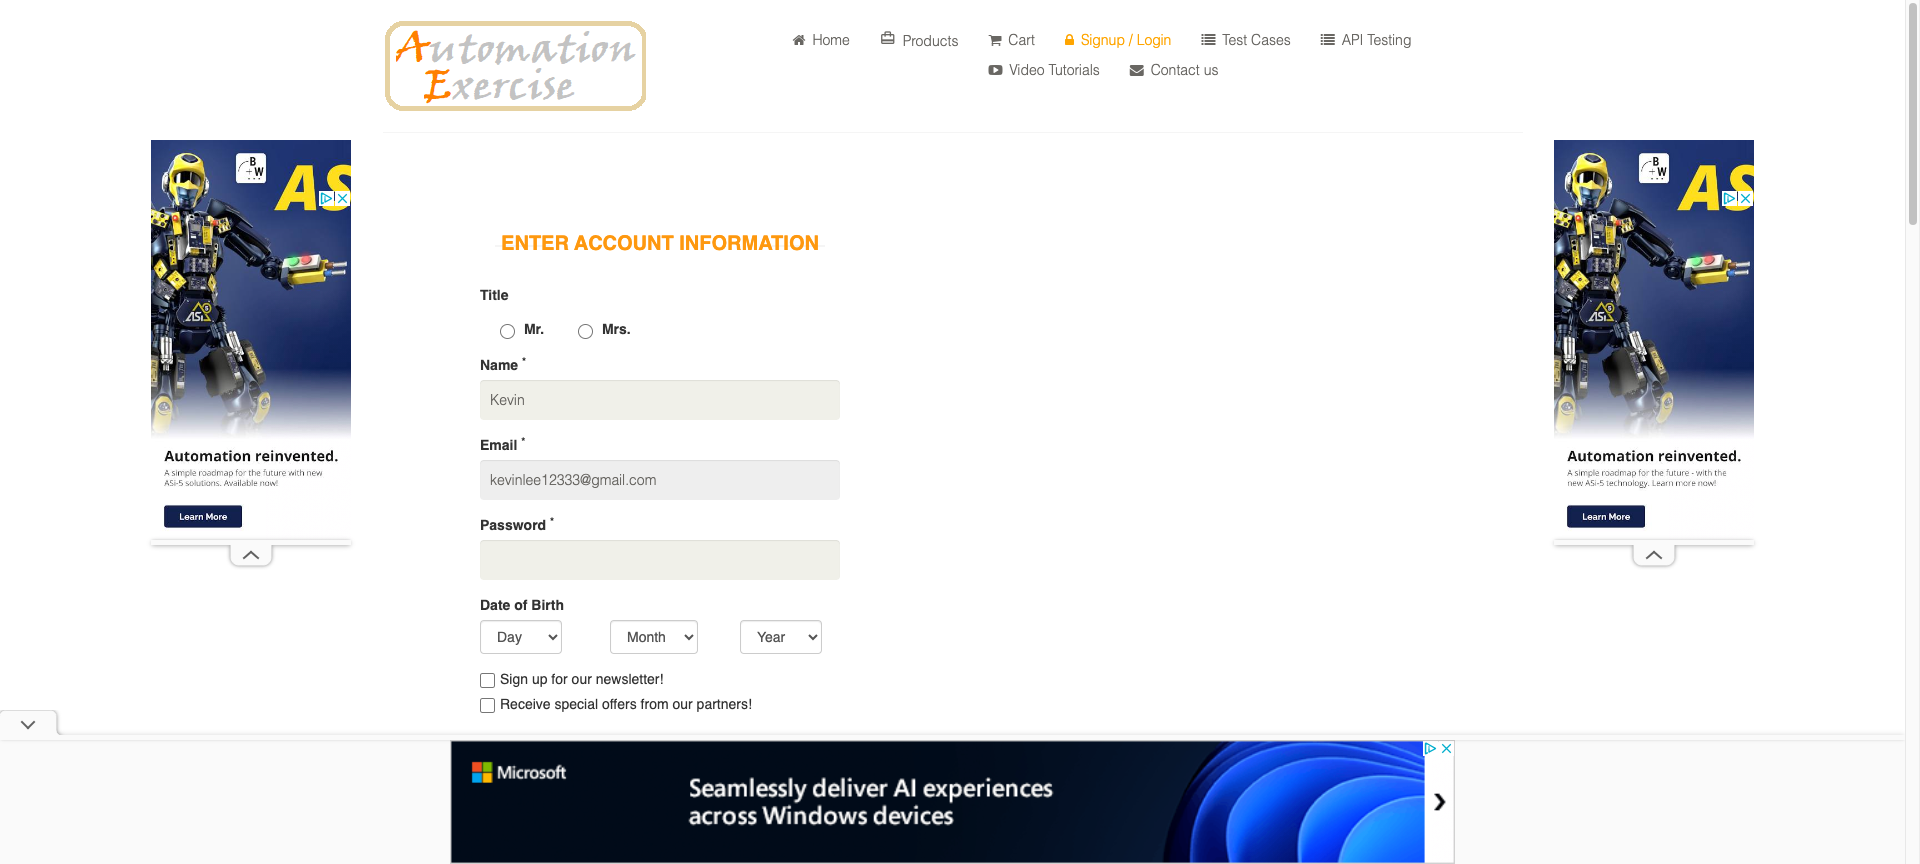 Automation
Exercise
Home
Products
Cart
Signup / Login
Test Cases
API Testing
Video Tutorials
Contact us
B
+W
AS
ASi
5
Automation reinvented.
A simple roadmap for the future with new
ASi-5 solutions. Available now!
Learn More
ENTER ACCOUNT INFORMATION
Title
Mr.
Mrs.
Name *
Kevin
Email *
kevinlee12333@gmail.com
Password *
Date of Birth
Day
Month
Year
Sign up for our newsletter!
Receive special offers from our partners!
B
+W
AS
ASi
5
Automation reinvented.
A simple roadmap for the future - with the
new ASi-5 technology. Learn more now!
Learn More
Microsoft
Seamlessly deliver AI experiences
across Windows devices